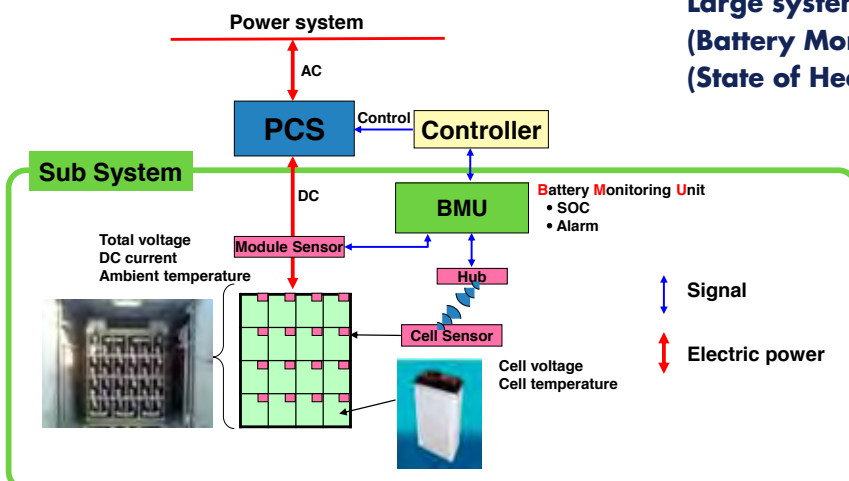 Large system
(Battery Mon
(State of Hea
Power system
AC
PCS
Control
Controller
Sub System
DC
BMU
Battery Monitoring Unit
• SOC
• Alarm
Total voltage
DC current
Ambient temperature
Module Sensor
Hub
Signal
Cell Sensor
Electric power
Cell voltage
Cell temperature